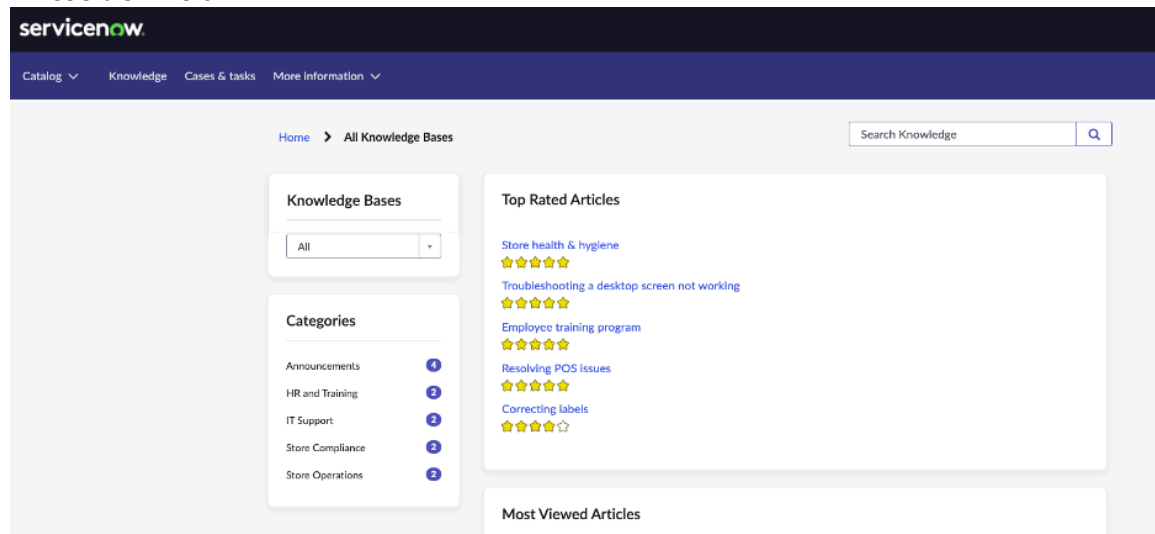 servicenow.
Catalog Knowledge Cases & tasks More information
Home All Knowledge Bases
Search Knowledge
Knowledge Bases
All
Categories
Announcements 4
HR and Training 2
IT Support 2
Store Compliance 2
Store Operations 2
Top Rated Articles
Store health & hygiene
Troubleshooting a desktop screen not working
Employee training program
Resolving POS issues
Correcting labels
Most Viewed Articles